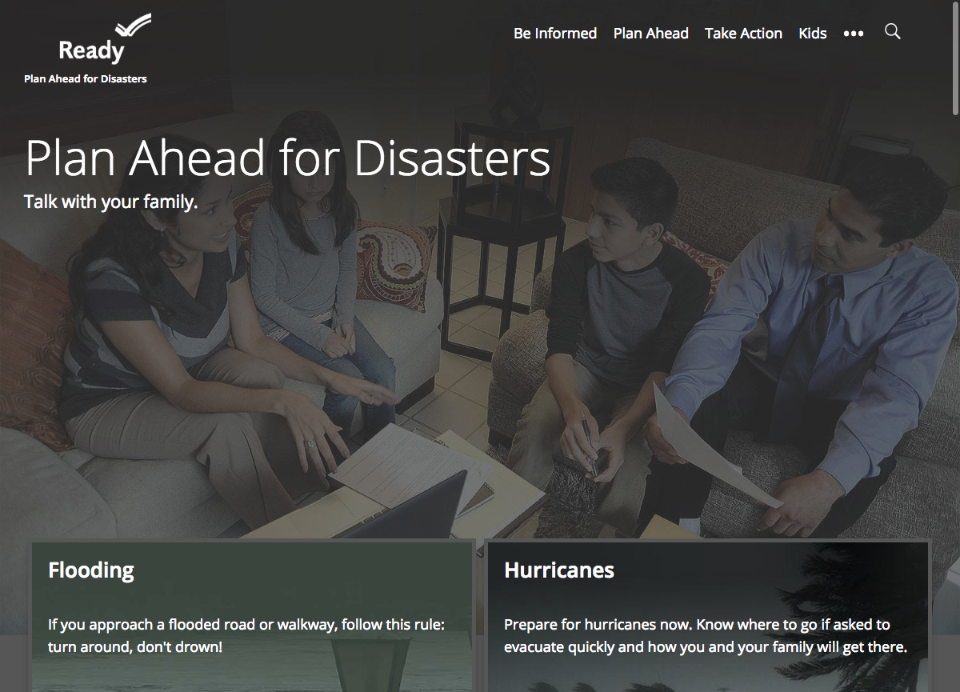 Ready
Plan Ahead for Disasters
Be Informed Plan Ahead Take Action Kids •••
Plan Ahead for Disasters
Talk with your family.
Flooding
If you approach a flooded road or walkway, follow this rule:
turn around, don't drown!
Hurricanes
Prepare for hurricanes now. Know where to go if asked to
evacuate quickly and how you and your family will get there.